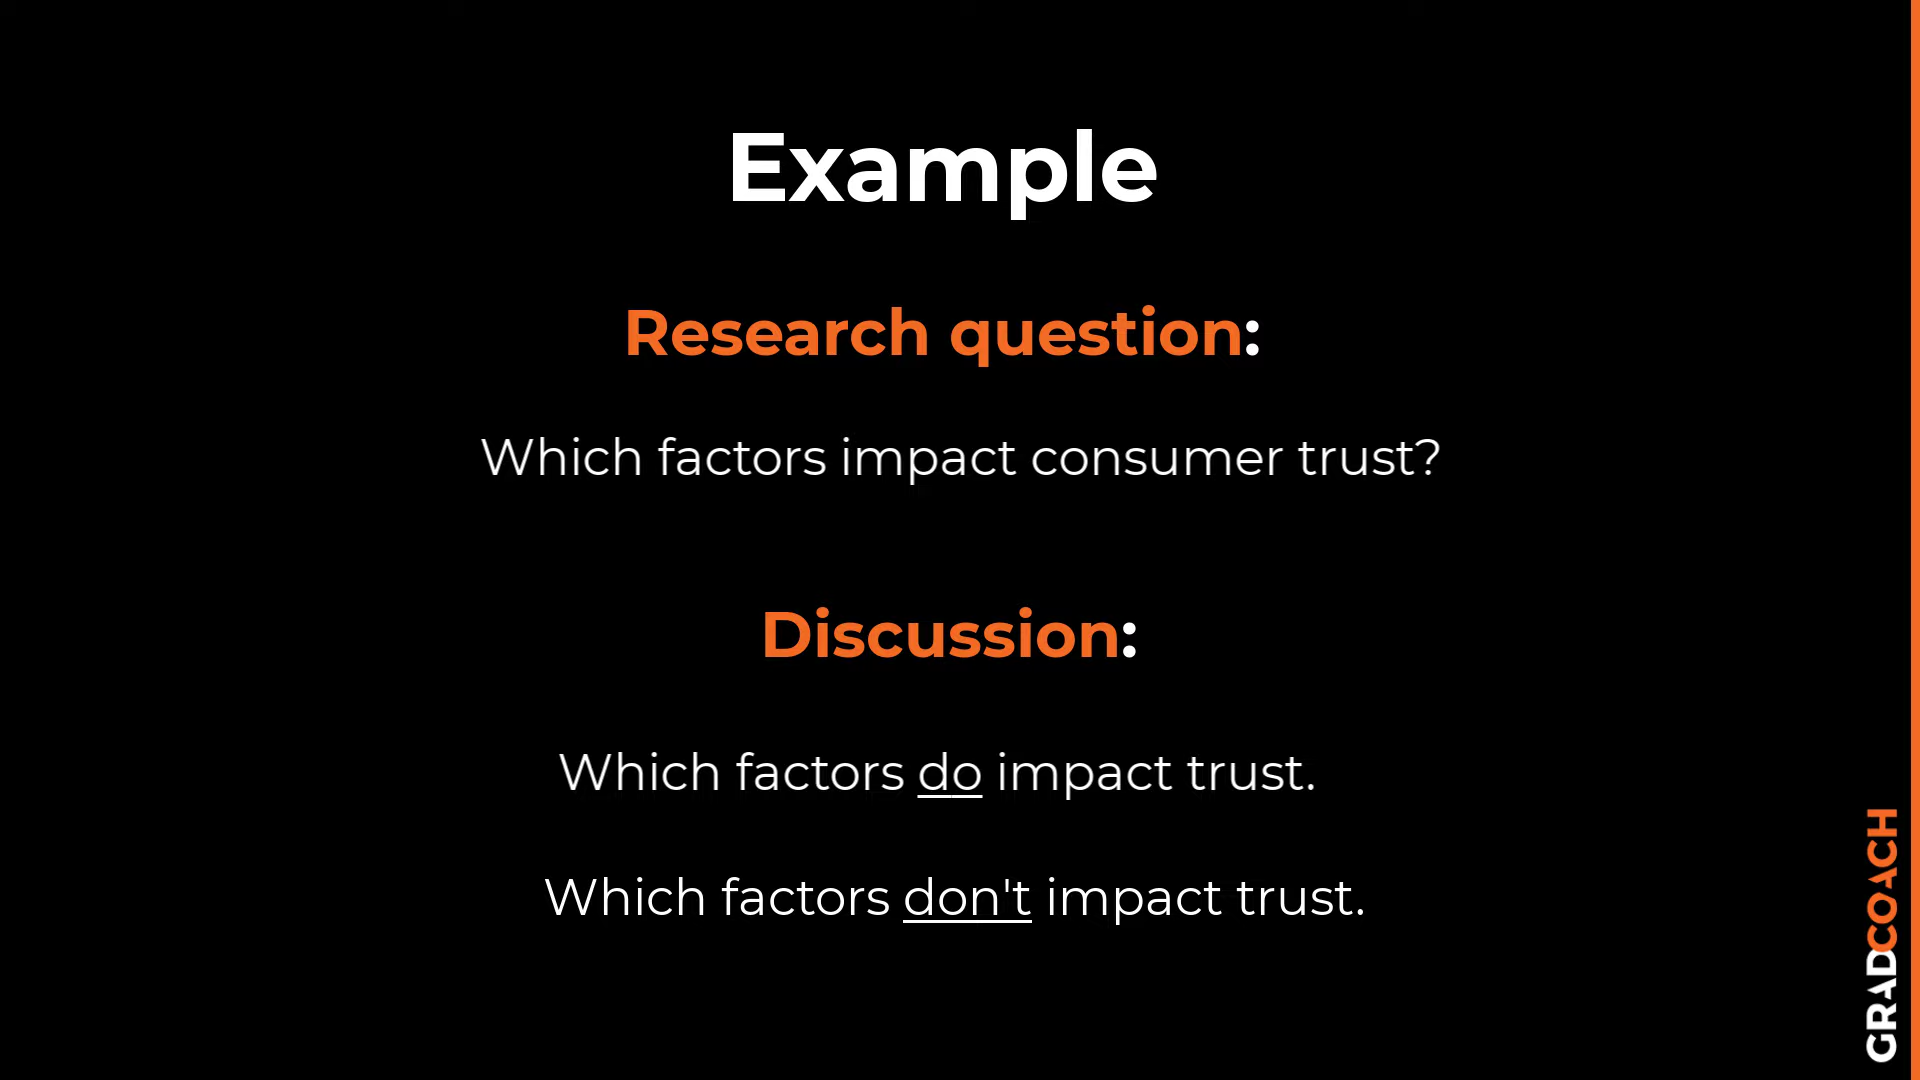 Example
Research question:
Which factors impact consumer trust?
Discussion:
Which factors do impact trust.
Which factors don't impact trust.
GRADCOACH